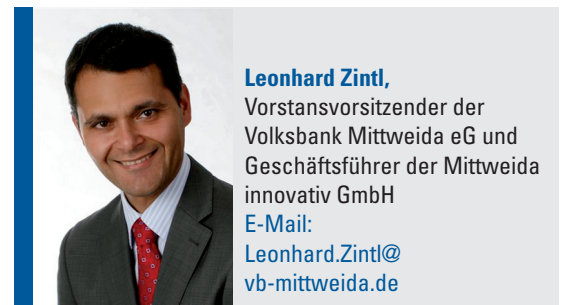 Leonhard Zintl,
Vorstansvorsitzender der
Volksbank Mittweida eG und
Geschäftsführer der Mittweida
innovativ GmbH
E-Mail:
Leonhard.Zintl@
vb-mittweida.de